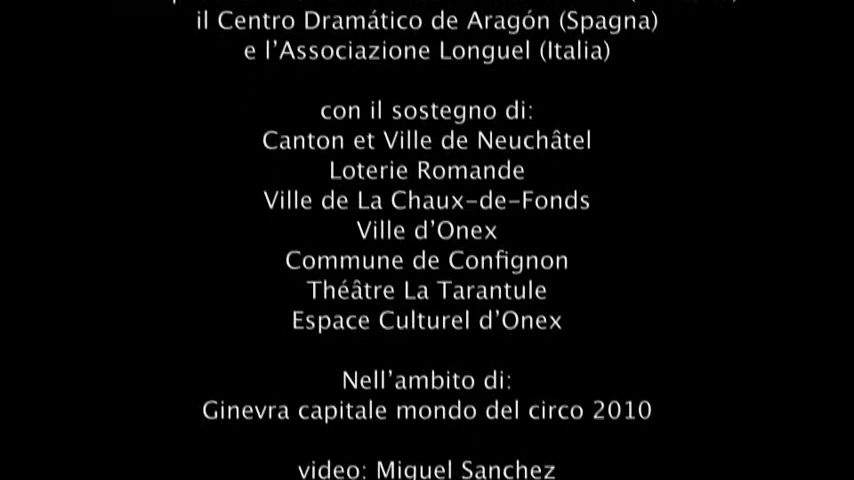 il Centro Dramático de Aragón (Spagna)
e l'Associazione Longuel (Italia)
con il sostegno di:
Canton et Ville de Neuchâtel
Loterie Romande
Ville de La Chaux-de-Fonds
Ville d'Onex
Commune de Confignon
Théâtre La Tarantule
Espace Culturel d'Onex
Nell'ambito di:
Ginevra capitale mondo del circo 2010
video: Miguel Sanchez